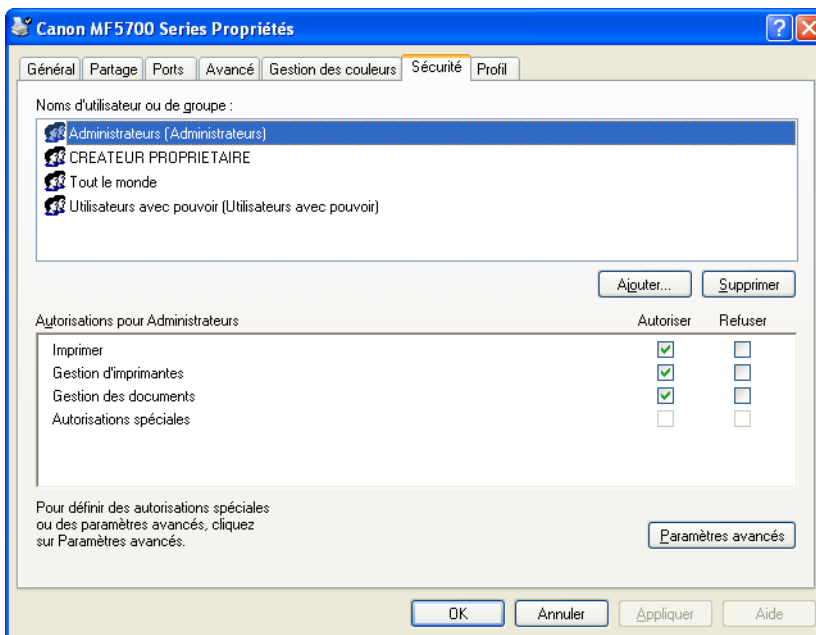 Canon MF5700 Series Propriétés
Général Partage Ports Avancé Gestion des couleurs Sécurité Profil
Noms d'utilisateur ou de groupe :
Administrateurs (Administrateurs)
CREATEUR PROPRIETAIRE
Tout le monde
Utilisateurs avec pouvoir (Utilisateurs avec pouvoir)
Ajouter... Supprimer
Autorisations pour Administrateurs Autoriser Refuser
Imprimer
Gestion d'imprimantes
Gestion des documents
Autorisations spéciales
Pour définir des autorisations spéciales
ou des paramètres avancés, cliquez
sur Paramètres avancés.
Paramètres avancés
OK Annuler Appliquer Aide